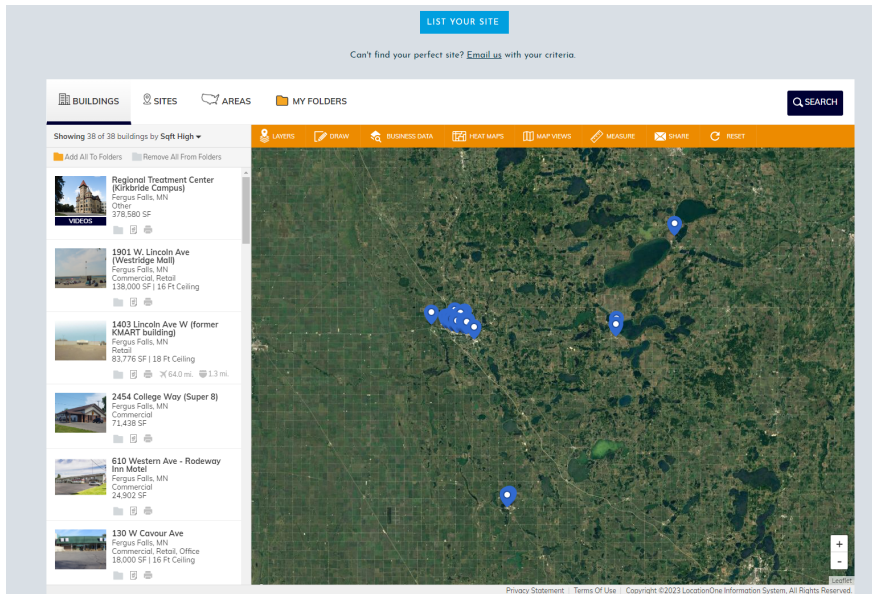 LIST YOUR SITE
Can't find your perfect site? Email us with your criteria.
BUILDINGS
SITES
AREAS
MY FOLDERS
SEARCH
Showing 38 of 38 buildings by Sqft High
LAYERS
DRAW
BUSINESS DATA
HEAT MAPS
MAP VIEWS
MEASURE
SHARE
RESET
Add All To Folders
Remove All From Folders
Regional Treatment Center
(Kirkbride Campus)
Fergus Falls, MN
Other
378,580 SF
VIDEOS
1901 W. Lincoln Ave
(Westridge Mall)
Fergus Falls, MN
Commercial, Retail
138,000 SF | 16 Ft Ceiling
1403 Lincoln Ave W (former
KMART building)
Fergus Falls, MN
Retail
83,776 SF | 18 Ft Ceiling
64.0 mi.
1.3 mi.
2454 College Way (Super 8)
Fergus Falls, MN
Commercial
71,438 SF
610 Western Ave - Rodeway
Inn Motel
Fergus Falls, MN
Commercial
24,902 SF
130 W Cavour Ave
Fergus Falls, MN
Commercial, Retail, Office
18,000 SF | 16 Ft Ceiling
+
-
Leaflet
Privacy Statement | Terms Of Use | Copyright ©2023 LocationOne Information System, All Rights Reserved.